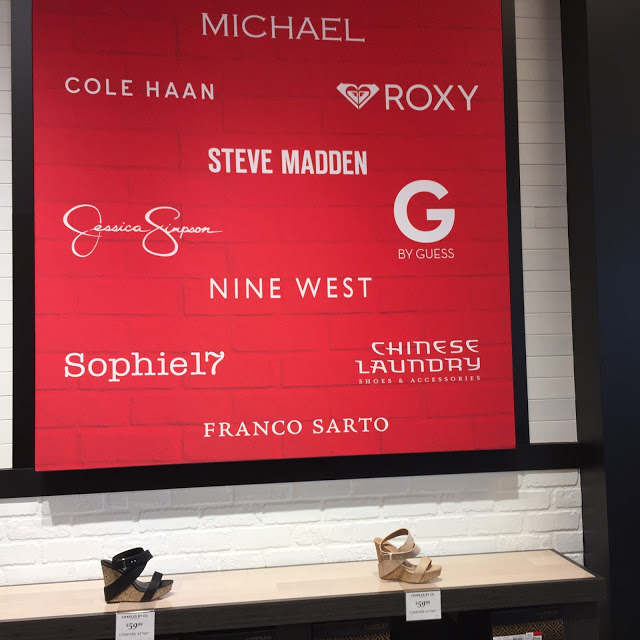 MICHAEL
COLE HAAN
ROXY
STEVE MADDEN
Jessica Simpson
G
BY GUESS
NINE WEST
Sophie17
CHINESE
LAUNDRY
SHOES & ACCESSORIES
FRANCO SARTO
$59.99
$59.99